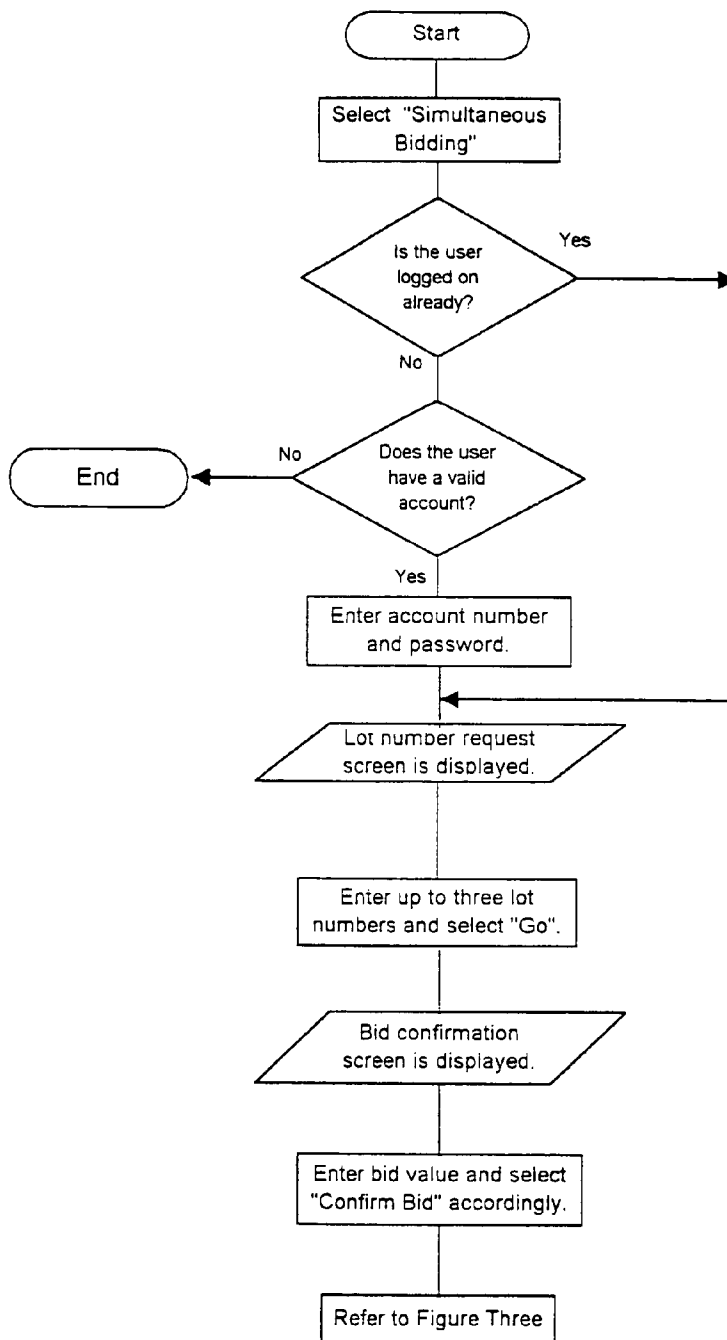 Start
Select "Simultaneous
Bidding"
Is the user
logged on
already?
Yes
No
Does the user
have a valid
account?
No
End
Yes
Enter account number
and password.
Lot number request
screen is displayed.
Enter up to three lot
numbers and select "Go".
Bid confirmation
screen is displayed.
Enter bid value and select
"Confirm Bid" accordingly.
Refer to Figure Three